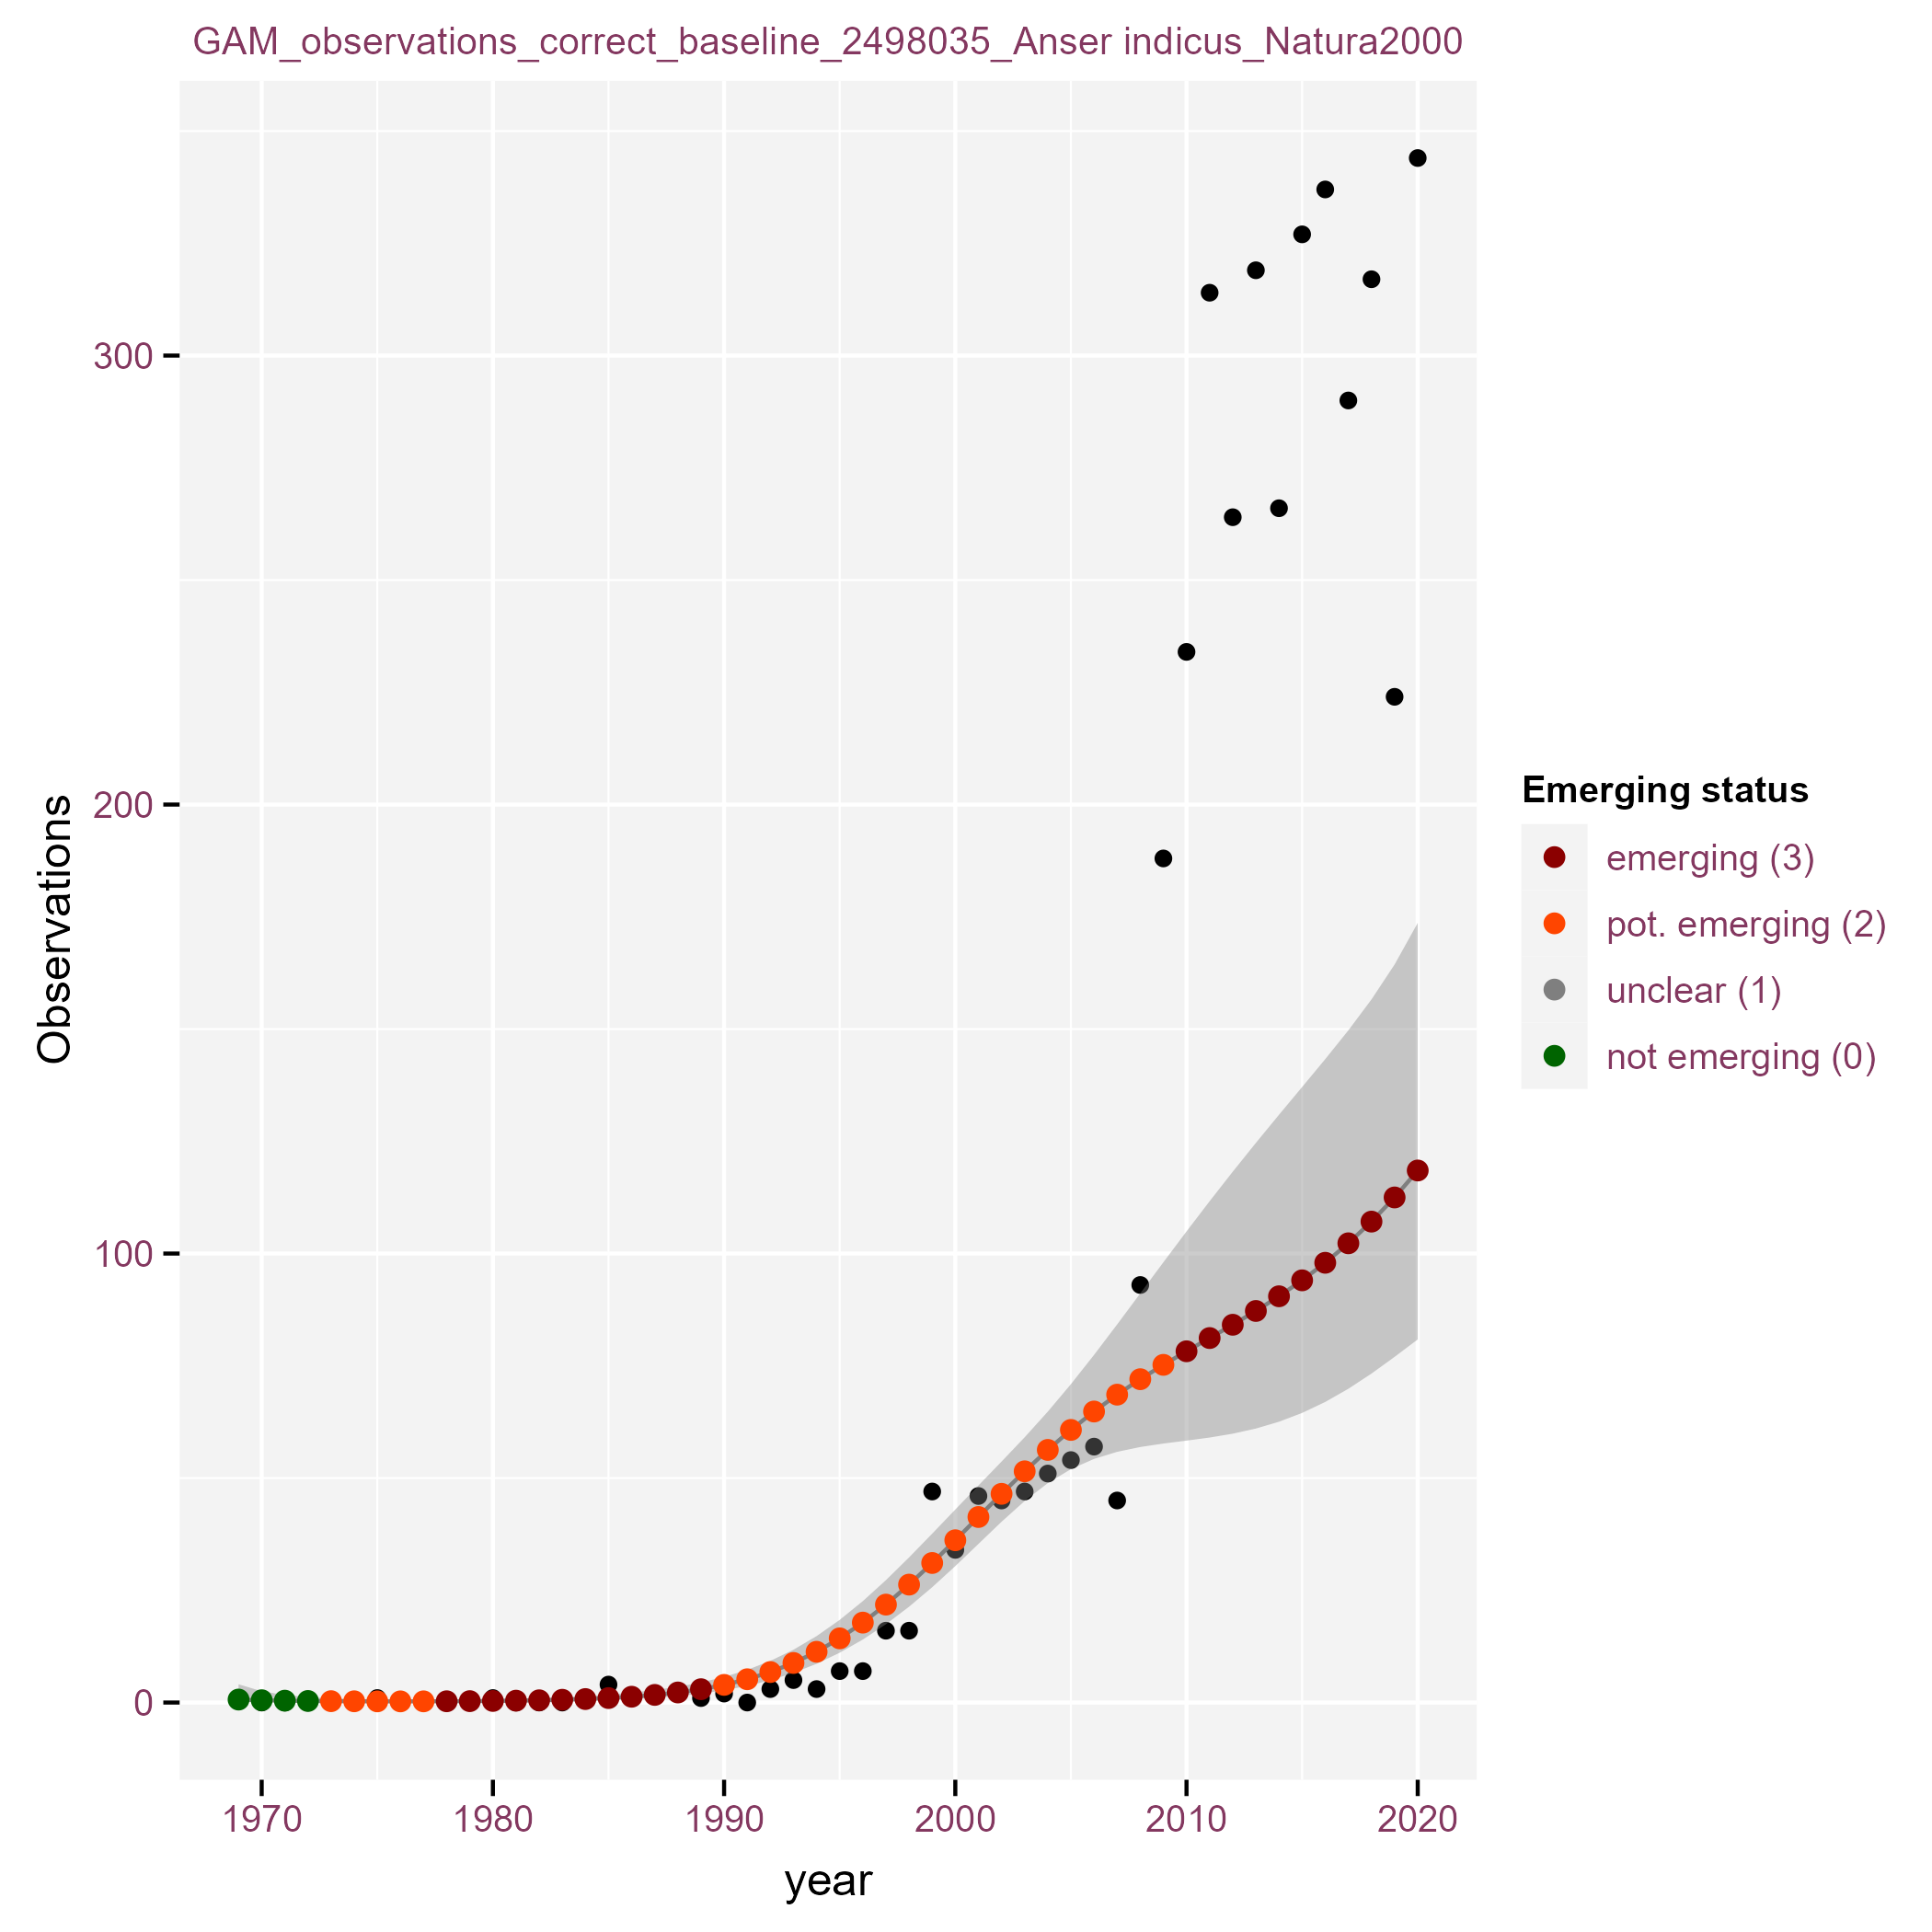 GAM_observations_correct_baseline_2498035_Anser indicus_Natura2000
Observations
300
200
100
0
1970
1980
1990
2000
2010
2020
year
Emerging status
emerging (3)
pot. emerging (2)
unclear (1)
not emerging (0)